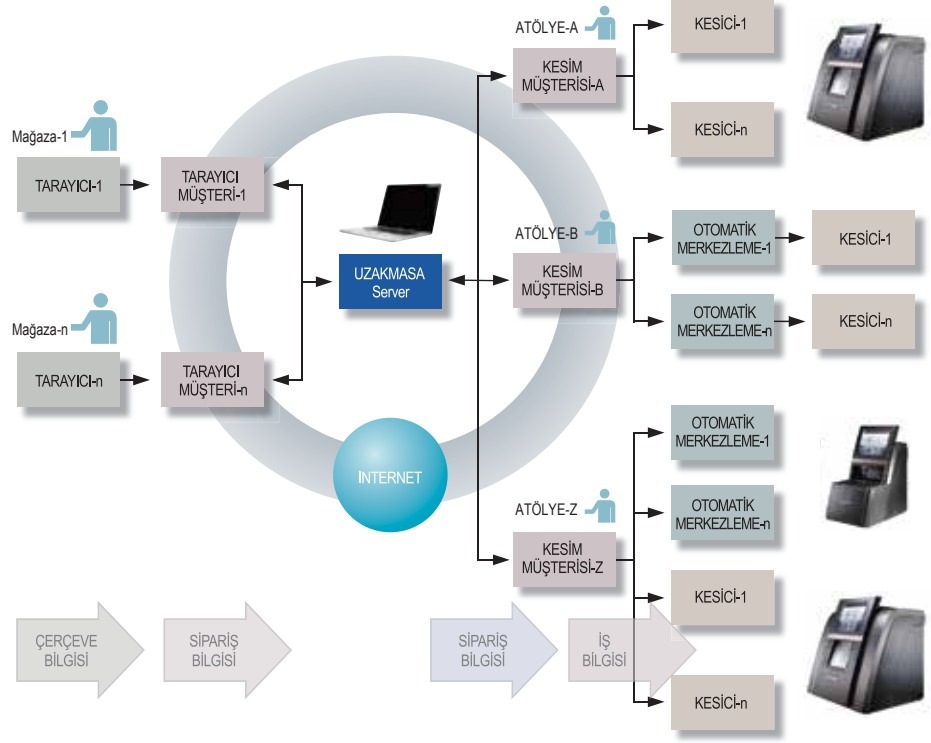 Mağaza-1
TARAYICI-1
TARAYICI
MÜŞTERİ-1
Mağaza-n
TARAYICI-n
TARAYICI
MÜŞTERİ-n
UZAKMASA
Server
İNTERNET
ATÖLYE-A
KESİM
MÜŞTERİSİ-A
KESİCİ-1
KESİCİ-n
ATÖLYE-B
KESİM
MÜŞTERİSİ-B
OTOMATİK
MERKEZLEME-1
KESİCİ-1
OTOMATİK
MERKEZLEME-n
KESİCİ-n
ATÖLYE-Z
KESİM
MÜŞTERİSİ-Z
OTOMATİK
MERKEZLEME-1
OTOMATİK
MERKEZLEME-n
KESİCİ-1
KESİCİ-n
ÇERÇEVE
BİLGİSİ
SİPARİŞ
BİLGİSİ
SİPARİŞ
BİLGİSİ
İŞ
BİLGİSİ